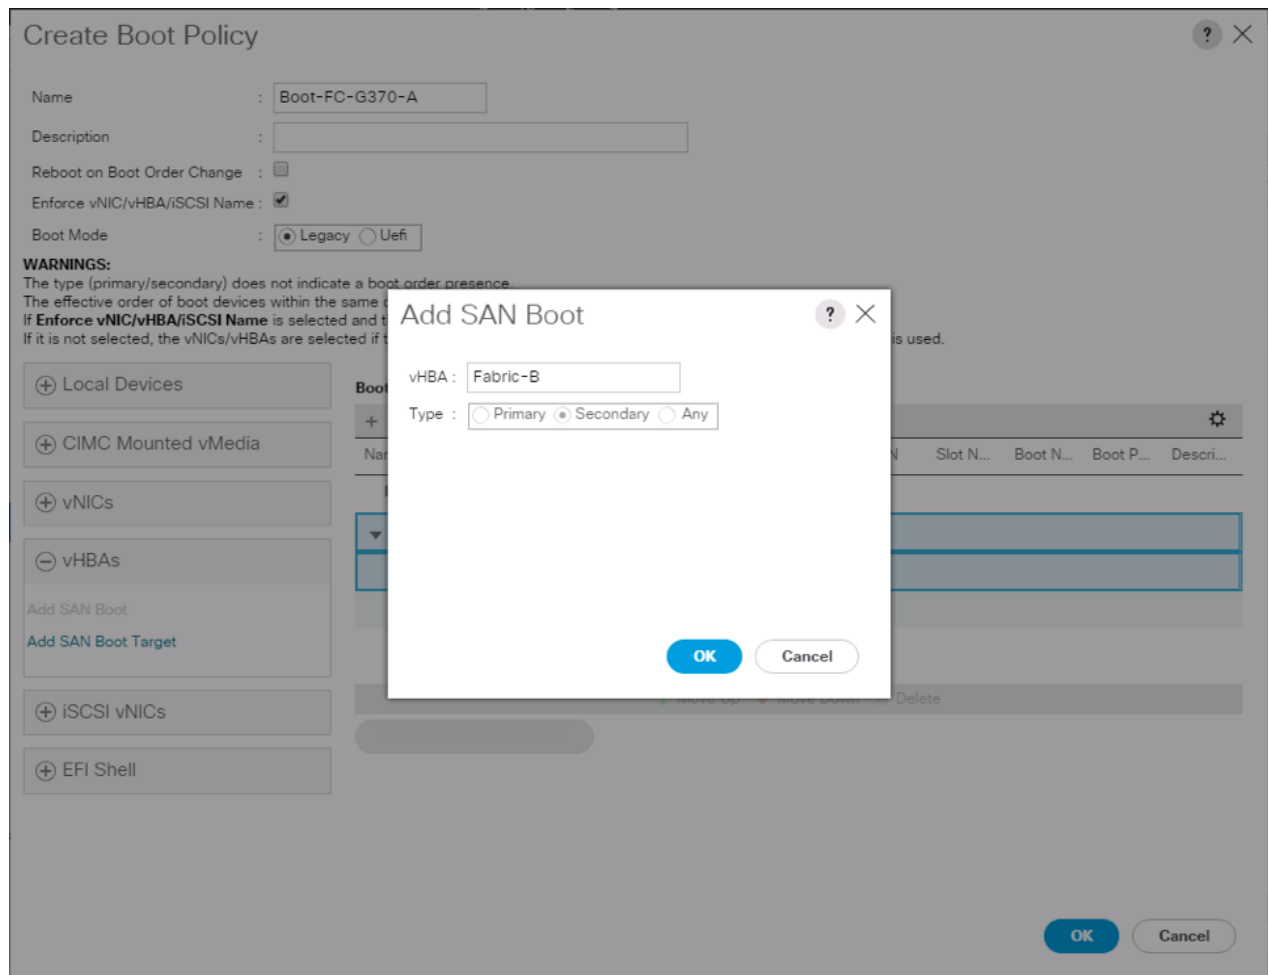 Create Boot Policy
?
Name : Boot-FC-G370-A
Description :
Reboot on Boot Order Change :
Enforce vNIC/vHBA/iSCSI Name :
Boot Mode : Legacy Uefi
WARNINGS:
The type (primary/secondary) does not indicate a boot order presence.
The effective order of boot devices within the same
If Enforce vNIC/vHBA/iSCSI Name is selected and
If it is not selected, the vNICs/vHBAs are selected if is used.
Add SAN Boot
?
vHBA : Fabric-B
Type : Primary Secondary Any
OK
Cancel
Local Devices
CIMC Mounted vMedia
vNICs
vHBAs
Add SAN Boot
Add SAN Boot Target
iSCSI vNICs
EFI Shell
Boot
+
Slot N... Boot N... Boot P... Descri...
Move Up Move Down Delete
OK
Cancel